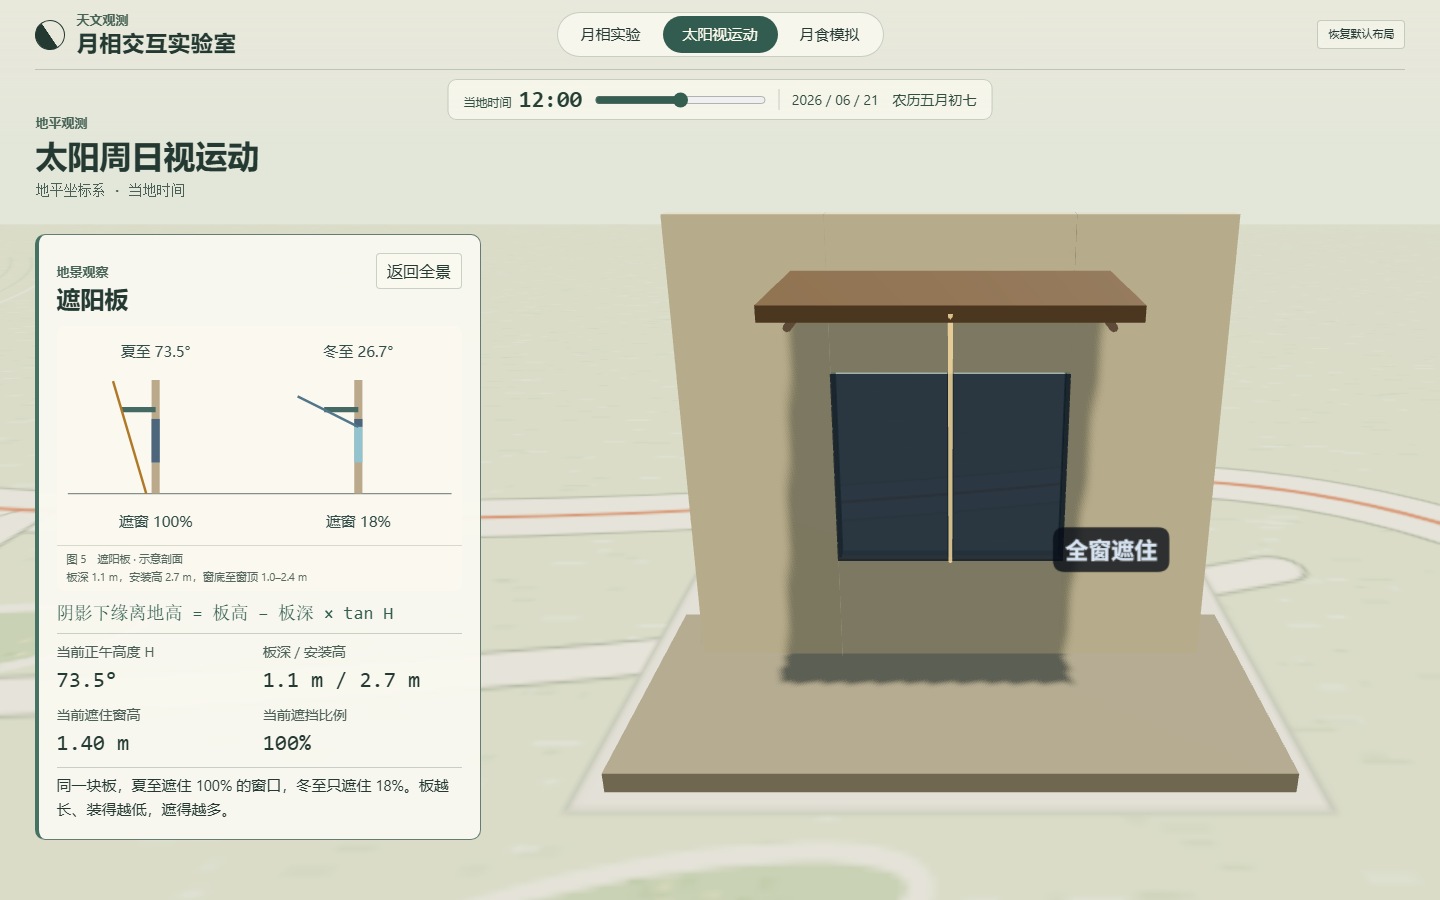 天文观测
月相交互实验室
月相实验
太阳视运动
月食模拟
恢复默认布局
当地时间 12:00 2026 / 06 / 21 农历五月初七
地平观测
太阳周日视运动
地平坐标系 · 当地时间
地景观察
遮阳板
返回全景
夏至 73.5° 冬至 26.7°
遮窗 100% 遮窗 18%
图 5 遮阳板 · 示意剖面
板深 1.1 m，安装高 2.7 m，窗底至窗顶 1.0–2.4 m
阴影下缘离地高 = 板高 − 板深 × tan H
当前正午高度 H 板深 / 安装高
73.5° 1.1 m / 2.7 m
当前遮住窗高 当前遮挡比例
1.40 m 100%
同一块板，夏至遮住 100% 的窗口，冬至只遮住 18%。板越
长、装得越低，遮得越多。
全窗遮住